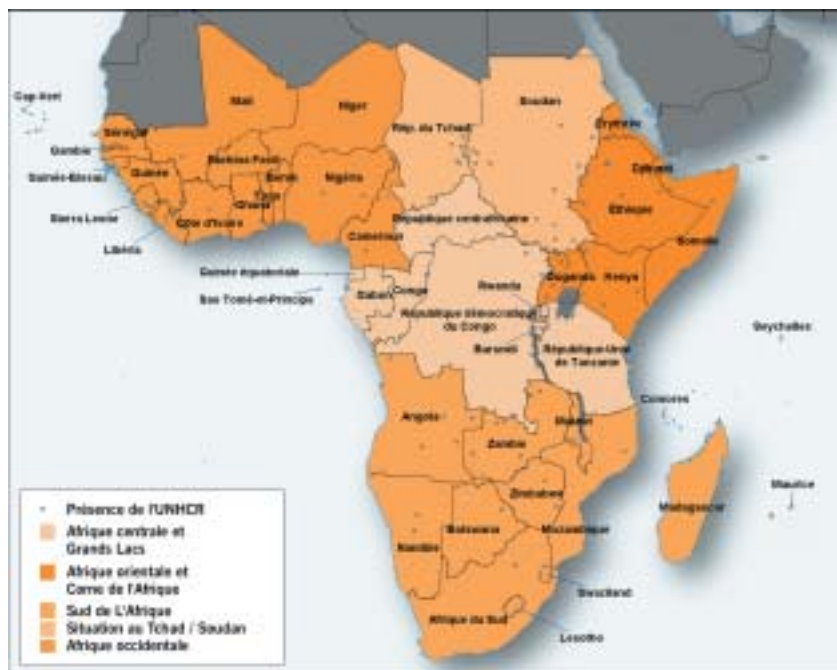 Cap-Vert
Mali
Niger
Rép. du Tchad
Soudan
Erythrée
Sénégal
Gambie
Guinée-Bissau
Guinée
Burkina Faso
Bénin
Togo
Ghana
Nigéria
Djibouti
Ethiopie
Somalie
Sierra Leone
Libéria
Côte d'Ivoire
Cameroun
République centrafricaine
Guinée équatoriale
Sao Tomé-et-Principe
Gabon
Congo
Rwanda
Ouganda
Kenya
République démocratique
du Congo
Burundi
République-Unie
de Tanzanie
Seychelles
Comores
Angola
Zambie
Malawi
Maurice
Madagascar
Zimbabwe
Mozambique
Namibie
Botswana
Swaziland
Afrique du Sud
Lesotho
Présence de l'UNHCR
Afrique centrale et
Grands Lacs
Afrique orientale et
Corne de l'Afrique
Sud de L'Afrique
Situation au Tchad / Soudan
Afrique occidentale